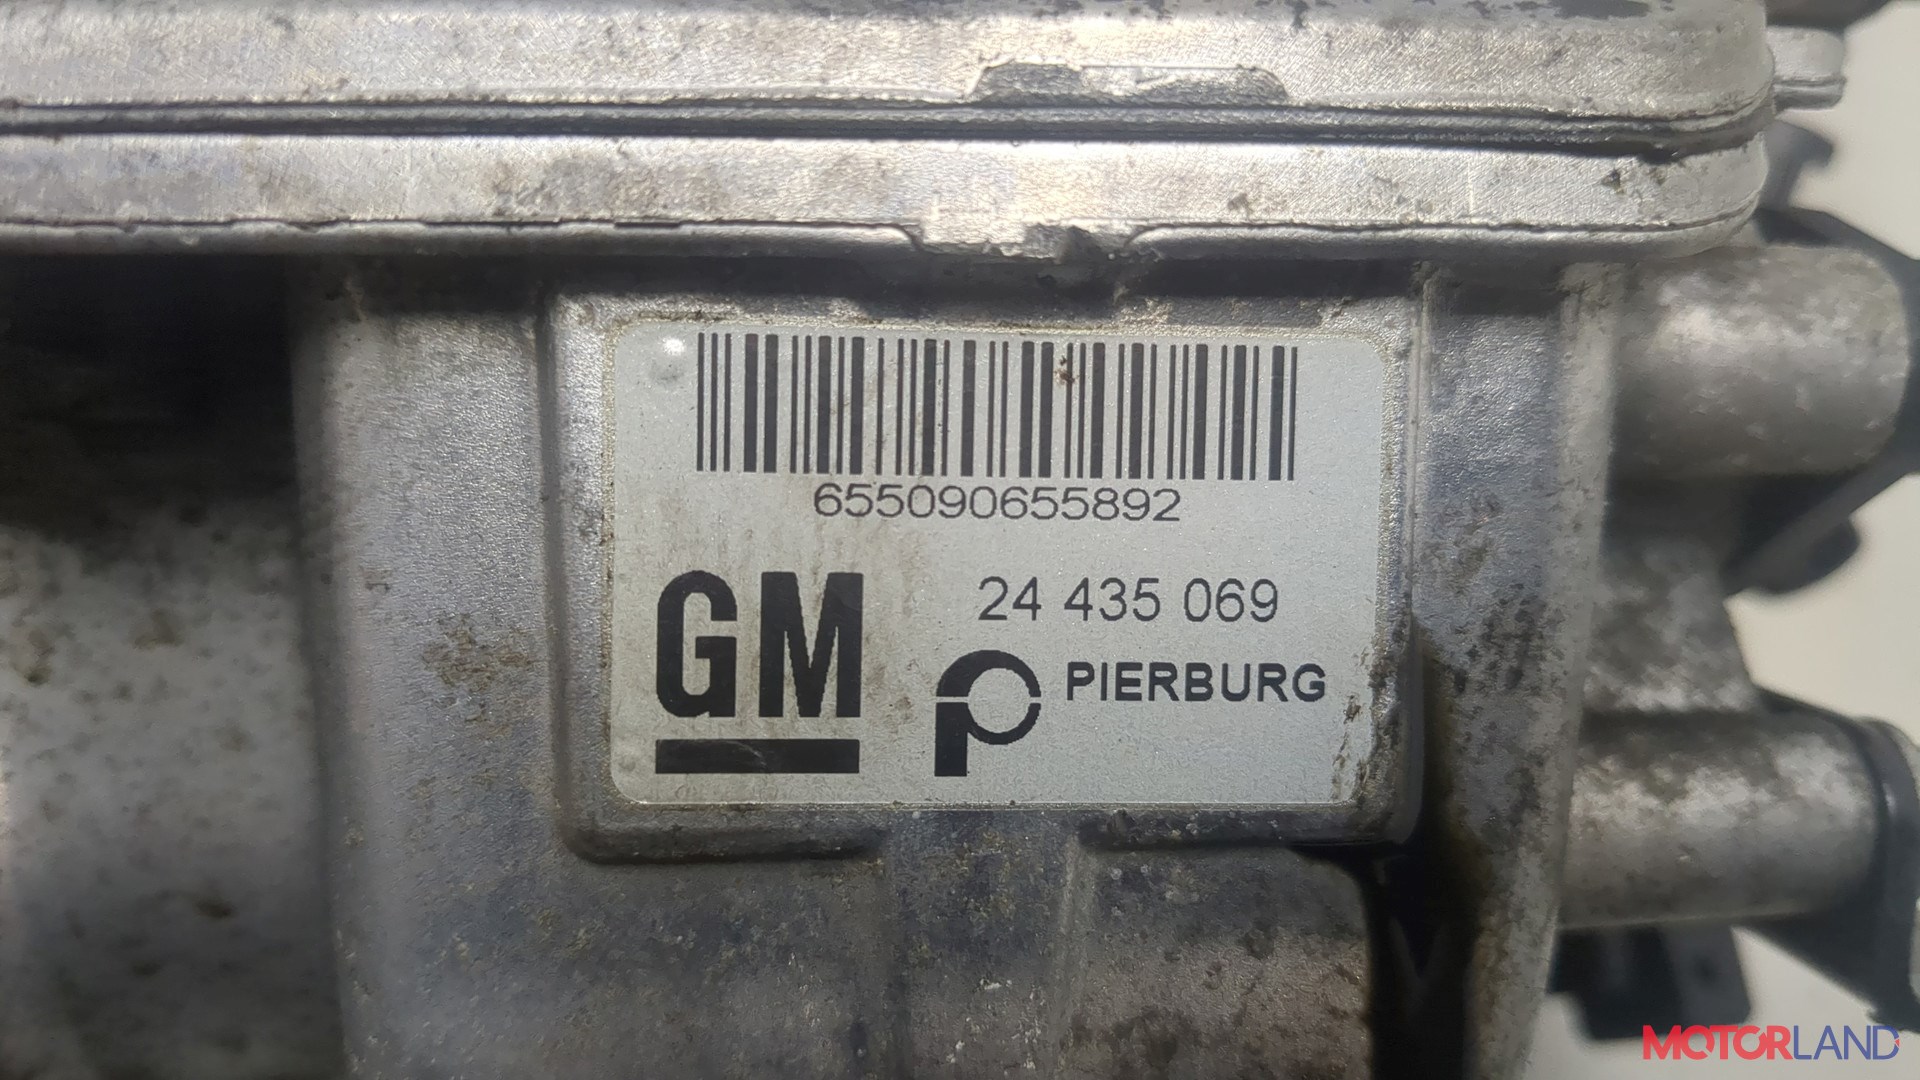 655090655892
GM
24 435 069
PIERBURG
MOTORLAND